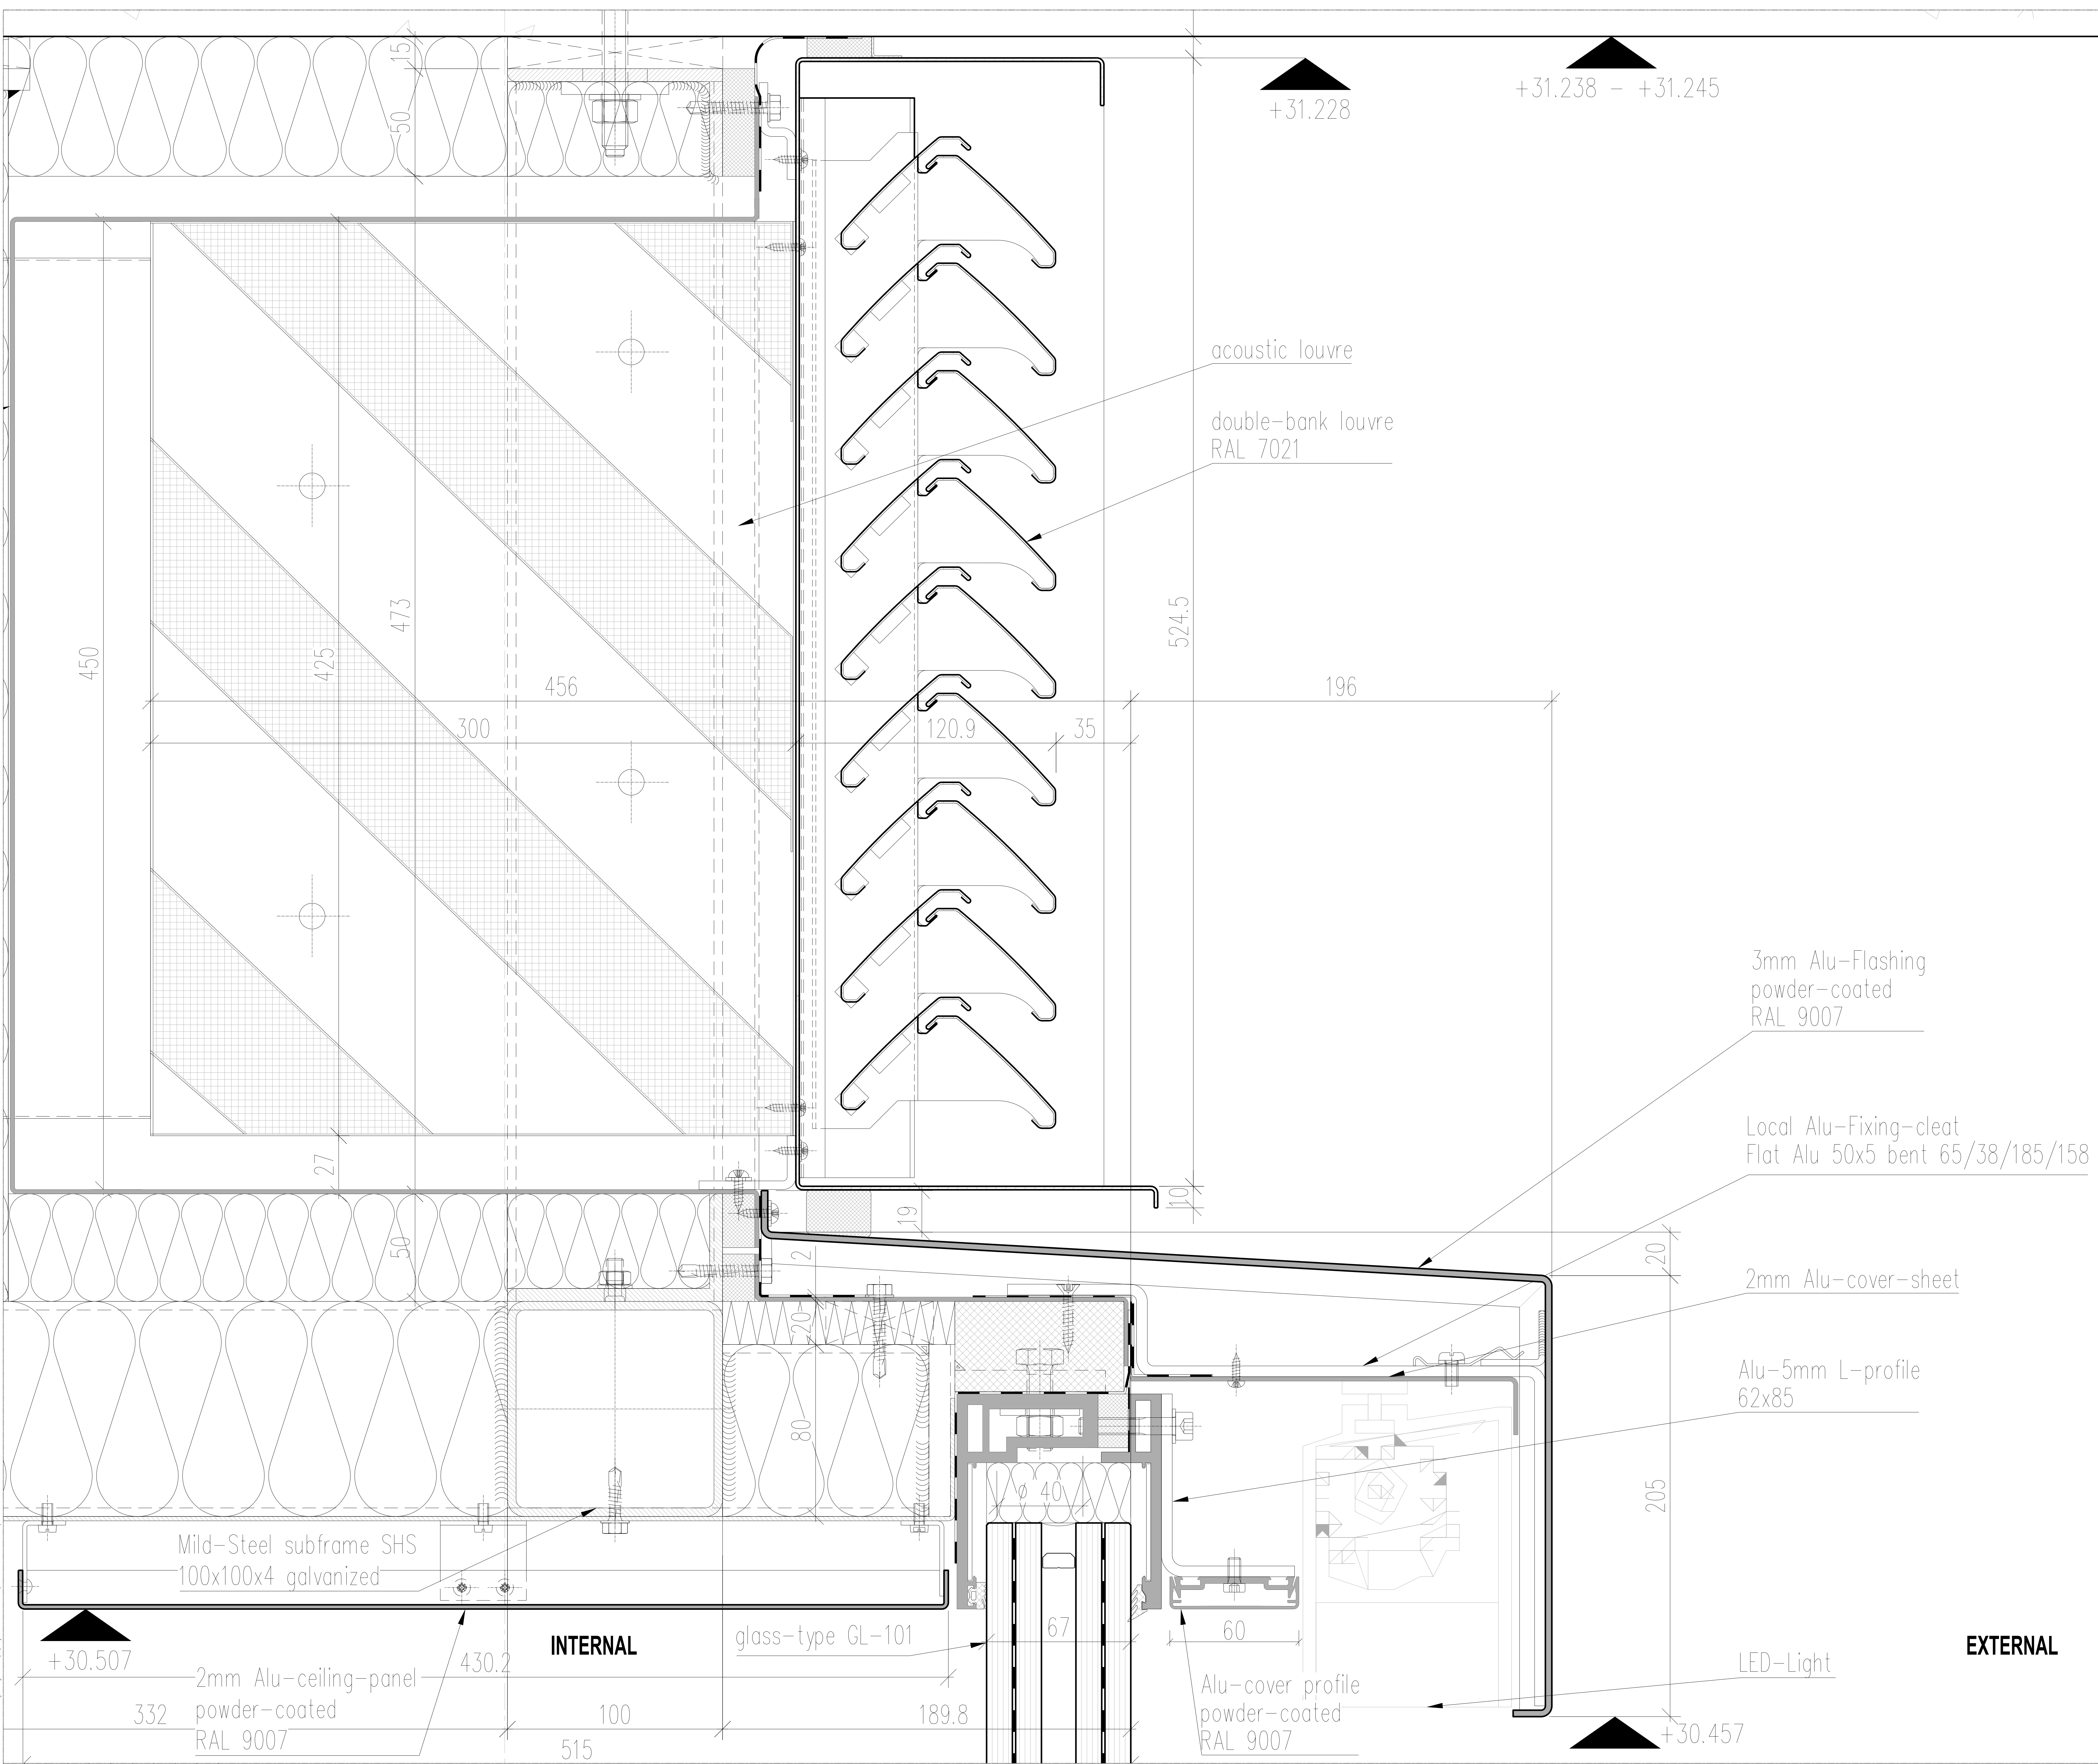 15
+31.228
+31.238 – +31.245
50
acoustic louvre
double-bank louvre
RAL 7021
473
524.5
450
425
456
196
300
120.9
35
3mm Alu-Flashing
powder-coated
RAL 9007
Local Alu-Fixing-cleat
Flat Alu 50x5 bent 65/38/185/158
27
10
19
50
2
20
2mm Alu-cover-sheet
20
Alu-5mm L-profile
62x85
80
ø 40
205
Mild-Steel subframe SHS
100x100x4 galvanized
INTERNAL
glass-type GL-101
67
60
EXTERNAL
+30.507
430.2
2mm Alu-ceiling-panel
powder-coated
RAL 9007
LED-Light
Alu-cover profile
powder-coated
RAL 9007
332
100
189.8
+30.457
515